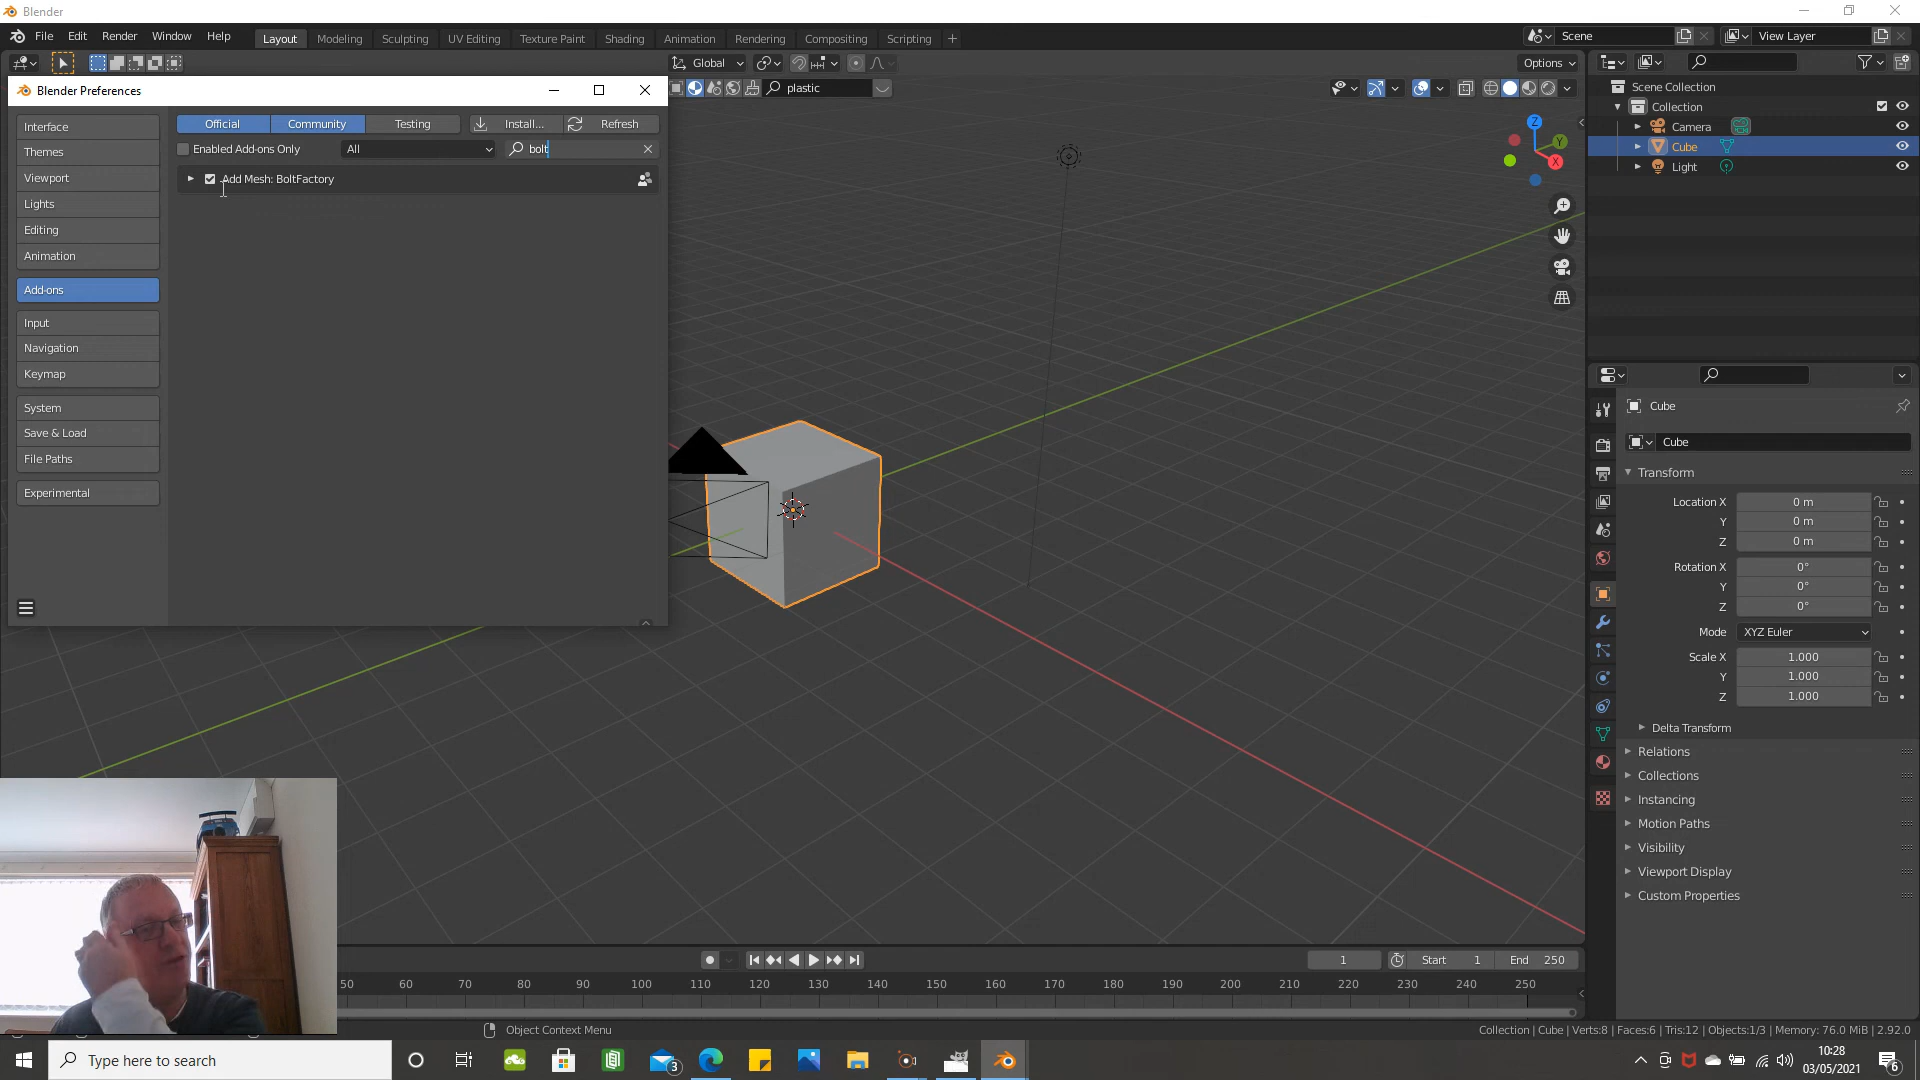 Blender
File Edit Render Window Help Layout Modeling Sculpting UV Editing Texture Paint Shading Animation Rendering Compositing Scripting + Scene View Layer
Global Options
plastic
Blender Preferences
Interface
Themes
Viewport
Lights
Editing
Animation
Add-ons
Input
Navigation
Keymap
System
Save & Load
File Paths
Experimental
Official Community Testing Install... Refresh
Enabled Add-ons Only All bolt
Add Mesh: BoltFactory
Z
Y
X
Scene Collection
Collection
Camera
Cube
Light
Cube
Cube
Transform
Location X 0 m
Y 0 m
Z 0 m
Rotation X 0°
Y 0°
Z 0°
Mode XYZ Euler
Scale X 1.000
Y 1.000
Z 1.000
Delta Transform
Relations
Collections
Instancing
Motion Paths
Visibility
Viewport Display
Custom Properties
1 Start 1 End 250
50 60 70 80 90 100 110 120 130 140 150 160 170 180 190 200 210 220 230 240 250
Object Context Menu
Collection | Cube | Verts:8 | Faces:6 | Tris:12 | Objects:1/3 | Memory: 76.0 MiB | 2.92.0
Type here to search
3
10:28
03/05/2021
6